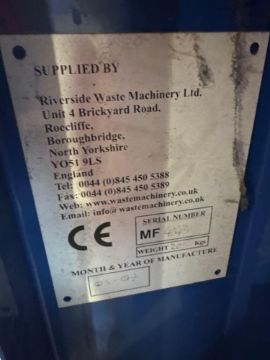 SUPPLIED BY
Riverside Waste Machinery Ltd.
Unit 4 Brickyard Road,
Roecliffe,
Boroughbridge,
North Yorkshire
YO51 9LS
England
Tel: 0044 (0)845 450 5388
Fax: 0044 (0)845 450 5389
Web: www.wastemachinery.co.uk
Email: info@wastemachinery.co.uk
CE
SERIAL NUMBER
MF
WEIGHT Kgs.
MONTH & YEAR OF MANUFACTURE